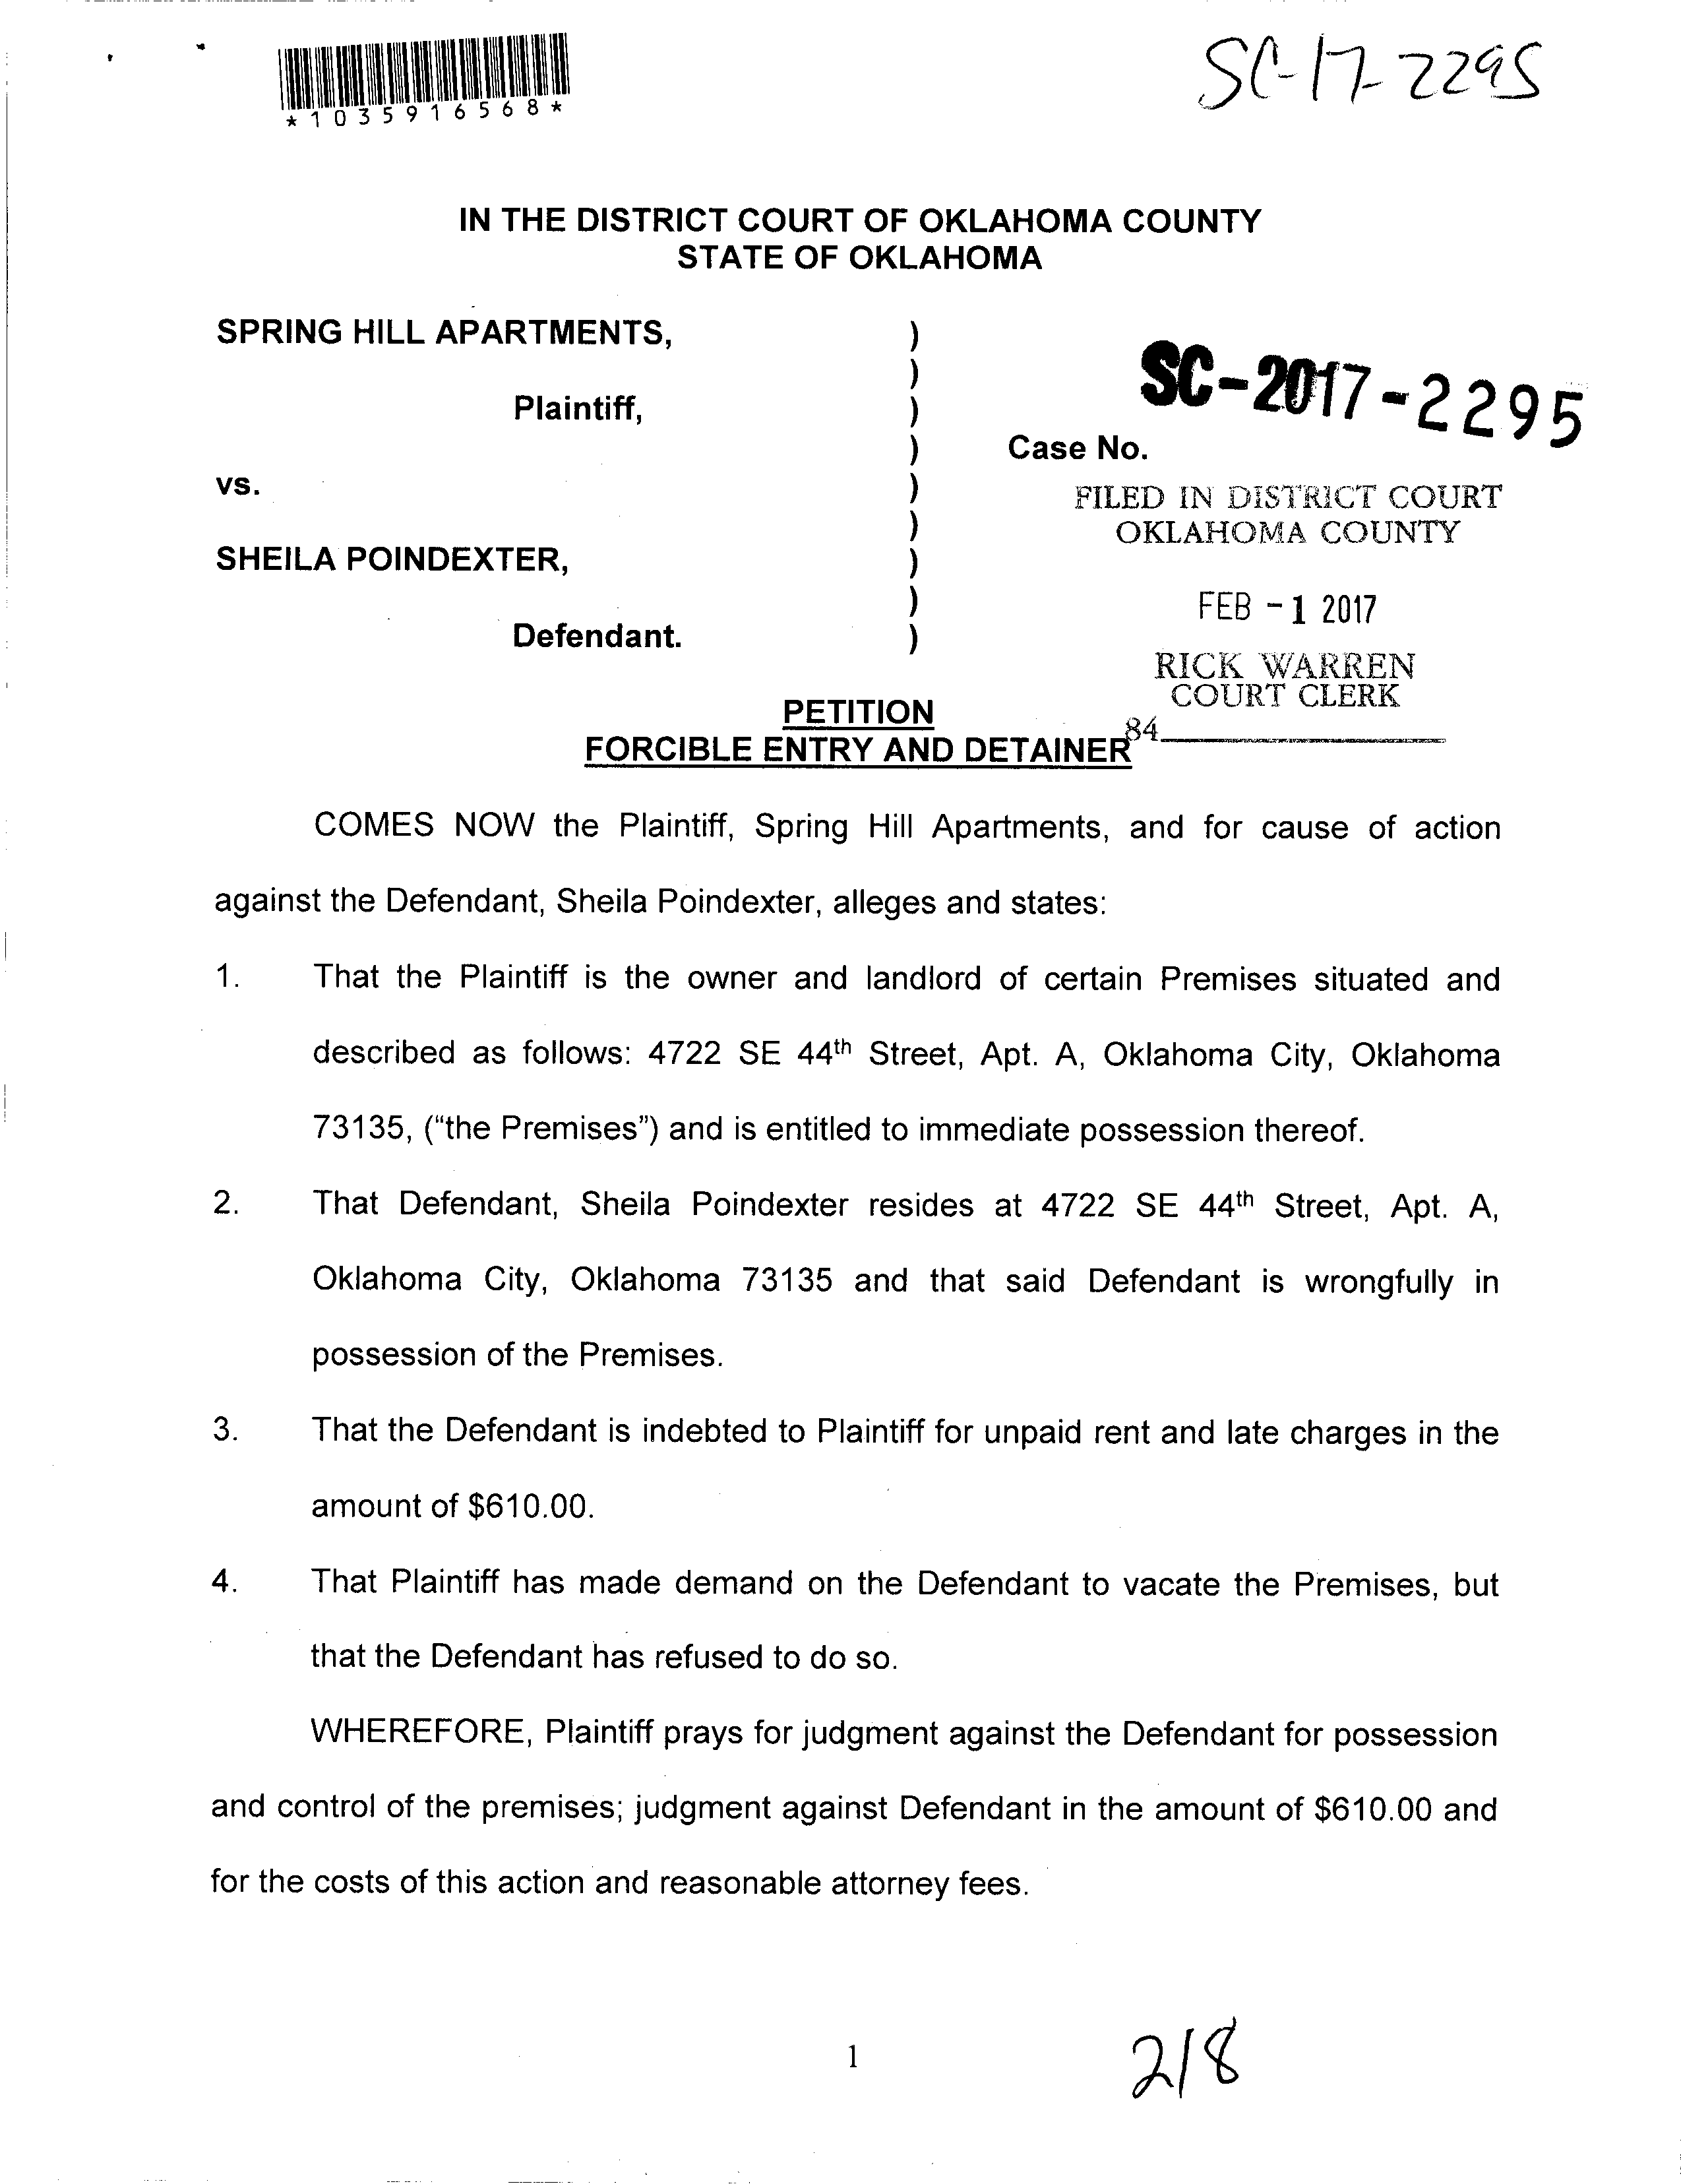 SC-17-2295
*1035916568*
IN THE DISTRICT COURT OF OKLAHOMA COUNTY
STATE OF OKLAHOMA
SPRING HILL APARTMENTS, )
)
Plaintiff, )
SC-2017-2295
) Case No.
vs. )
FILED IN DISTRICT COURT
) OKLAHOMA COUNTY
SHEILA POINDEXTER, )
) FEB -1 2017
Defendant. )
RICK WARREN
COURT CLERK
PETITION
84
FORCIBLE ENTRY AND DETAINER
COMES NOW the Plaintiff, Spring Hill Apartments, and for cause of action
against the Defendant, Sheila Poindexter, alleges and states:
1. That the Plaintiff is the owner and landlord of certain Premises situated and
described as follows: 4722 SE 44th Street, Apt. A, Oklahoma City, Oklahoma
73135, (“the Premises”) and is entitled to immediate possession thereof.
2. That Defendant, Sheila Poindexter resides at 4722 SE 44th Street, Apt. A,
Oklahoma City, Oklahoma 73135 and that said Defendant is wrongfully in
possession of the Premises.
3. That the Defendant is indebted to Plaintiff for unpaid rent and late charges in the
amount of $610.00.
4. That Plaintiff has made demand on the Defendant to vacate the Premises, but
that the Defendant has refused to do so.
WHEREFORE, Plaintiff prays for judgment against the Defendant for possession
and control of the premises; judgment against Defendant in the amount of $610.00 and
for the costs of this action and reasonable attorney fees.
1
2/8